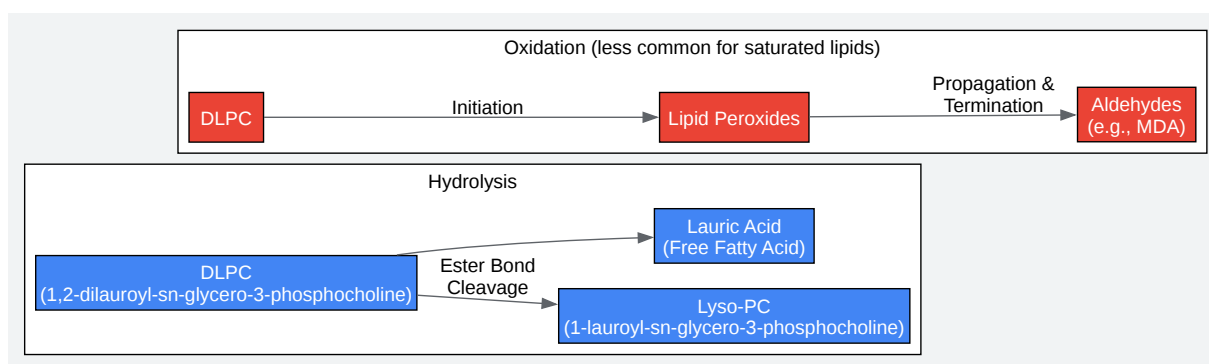 Oxidation (less common for saturated lipids)
DLPC
Initiation
Lipid Peroxides
Propagation &
Termination
Aldehydes
(e.g., MDA)
Hydrolysis
DLPC
(1,2-dilauroyl-sn-glycero-3-phosphocholine)
Ester Bond
Cleavage
Lauric Acid
(Free Fatty Acid)
Lyso-PC
(1-lauroyl-sn-glycero-3-phosphocholine)